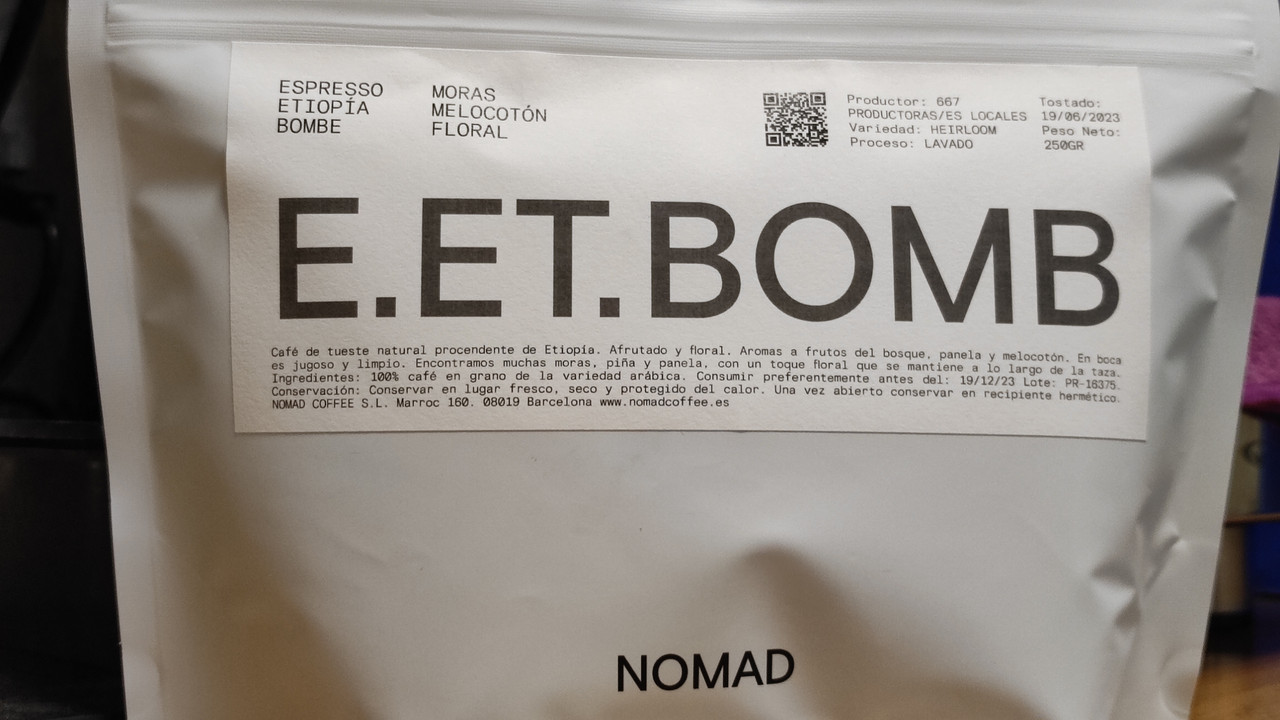 ESPRESSO
ETIOPÍA
BOMBE
MORAS
MELOCOTÓN
FLORAL
Productor: 667
PRODUCTORAS/ES LOCALES
Variedad: HEIRLOOM
Proceso: LAVADO
Tostado:
19/06/2023
Peso Neto:
250GR
E.ET.BOMB
Café de tueste natural procendente de Etiopía. Afrutado y floral. Aromas a frutos del bosque, panela y melocotón. En boca
es jugoso y limpio. Encontramos muchas moras, piña y panela, con un toque floral que se mantiene a lo largo de la taza.
Ingredientes: 100% café en grano de la variedad arábica. Consumir preferentemente antes del: 19/12/23 Lote: PR-16375.
Conservación: Conservar en lugar fresco, seco y protegido del calor. Una vez abierto conservar en recipiente hermético.
NOMAD COFFEE S.L. Marroc 160. 08019 Barcelona www.nomadcoffee.es
NOMAD